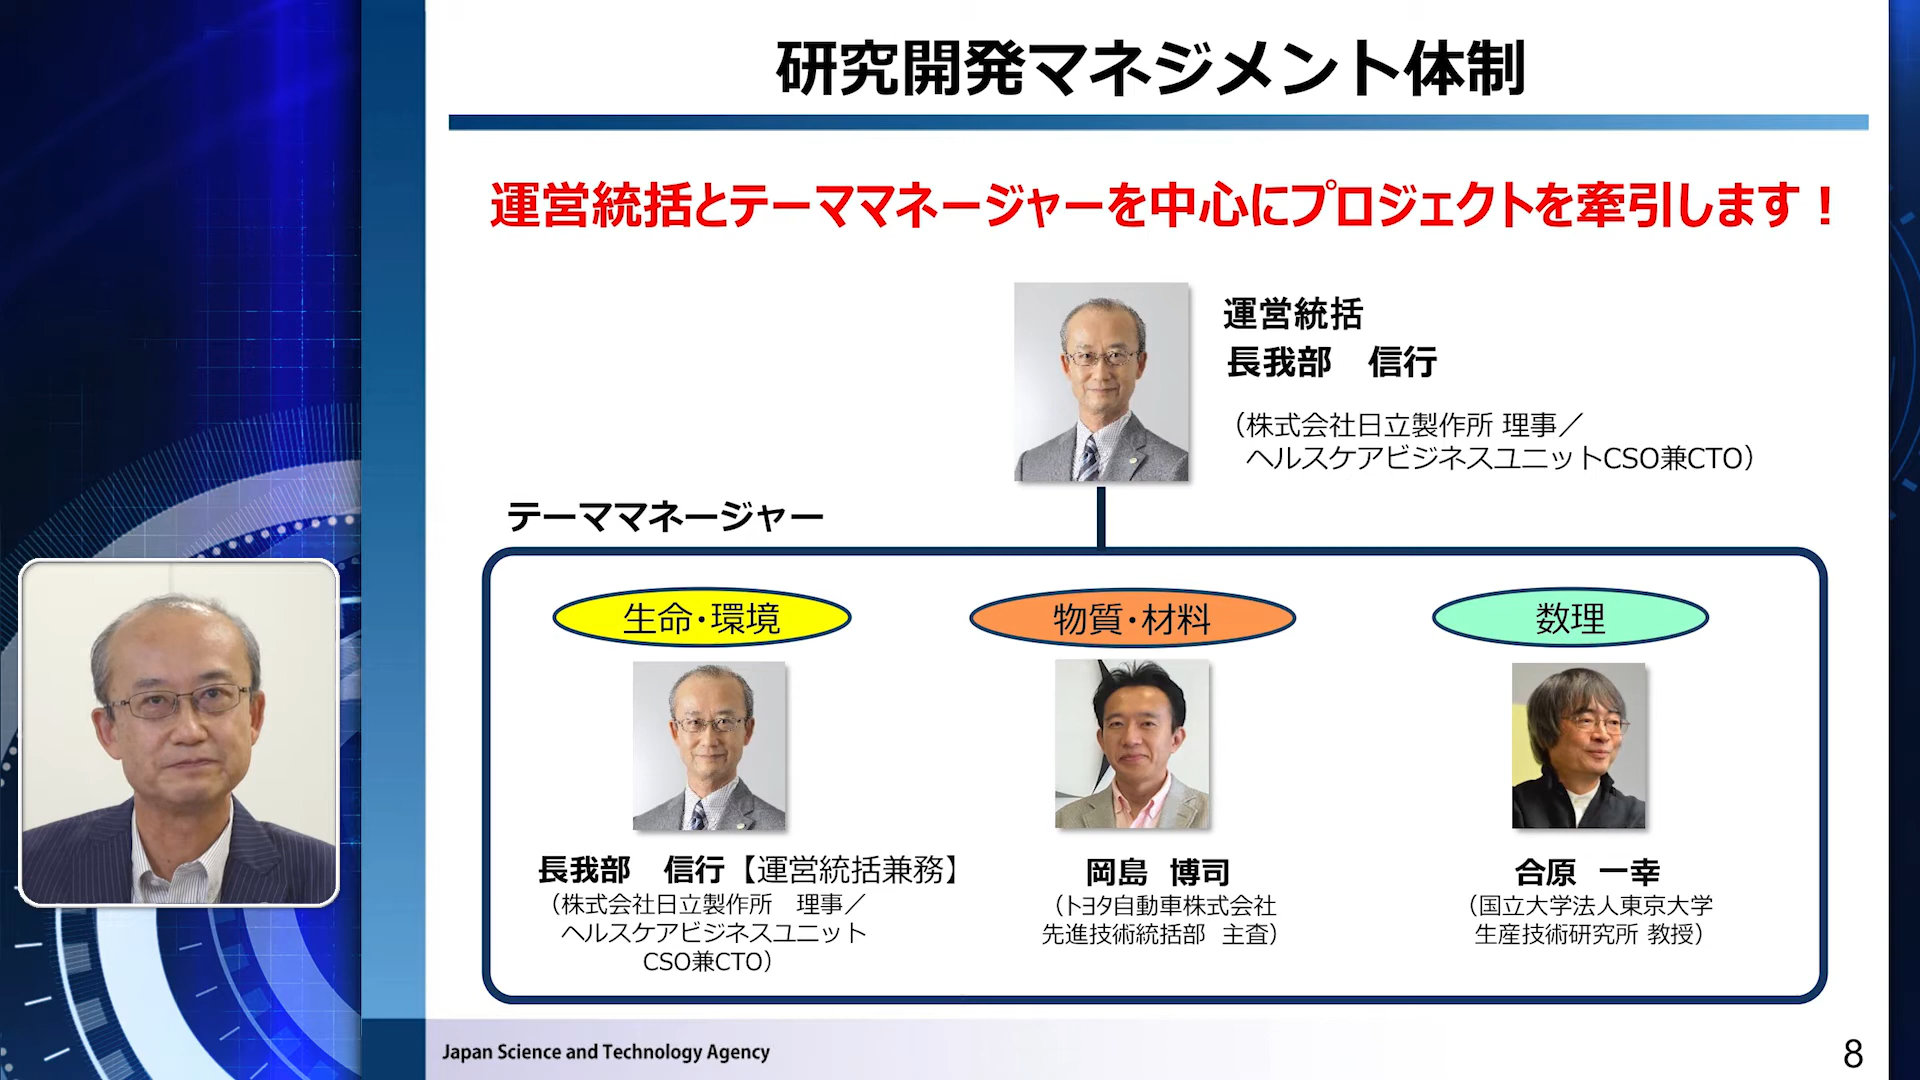 研究開発マネジメント体制
運営統括とテーママネージャーを中心にプロジェクトを牽引します！
運営統括
長我部　信行
（株式会社日立製作所 理事／
ヘルスケアビジネスユニットCSO兼CTO）
テーママネージャー
生命･環境
長我部　信行【運営統括兼務】
（株式会社日立製作所　理事／
ヘルスケアビジネスユニット
CSO兼CTO）
物質･材料
岡島　博司
（トヨタ自動車株式会社
先進技術統括部　主査）
数理
合原　一幸
（国立大学法人東京大学
生産技術研究所 教授）
Japan Science and Technology Agency
8